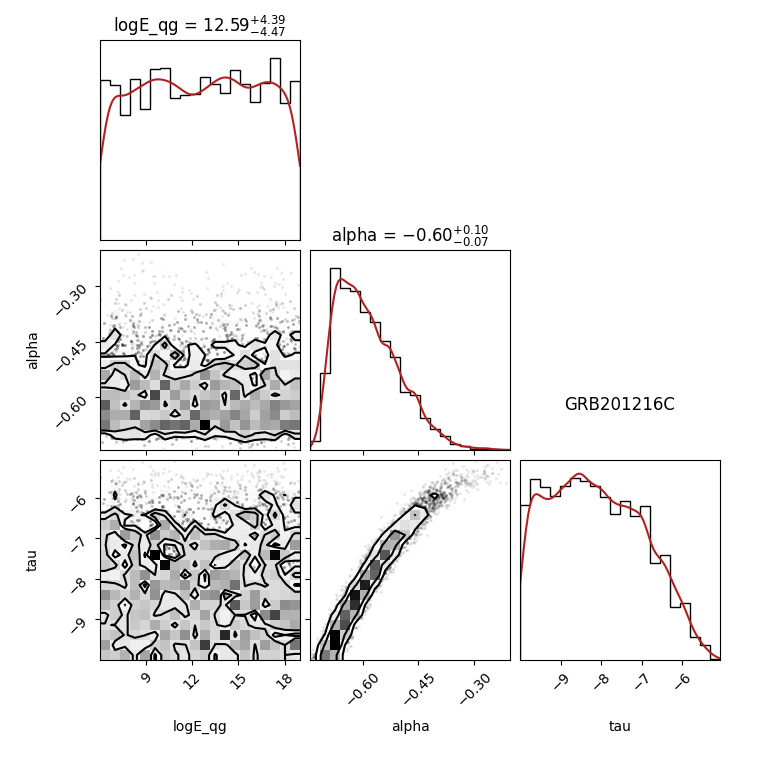 logE_qg = 12.59+4.39−4.47
alpha = −0.60+0.10−0.07
−0.30
−0.45
−0.60
alpha
GRB201216C
−6
−7
−8
−9
tau
9 12 15 18
−0.60 −0.45 −0.30
−9 −8 −7 −6
logE_qg alpha tau